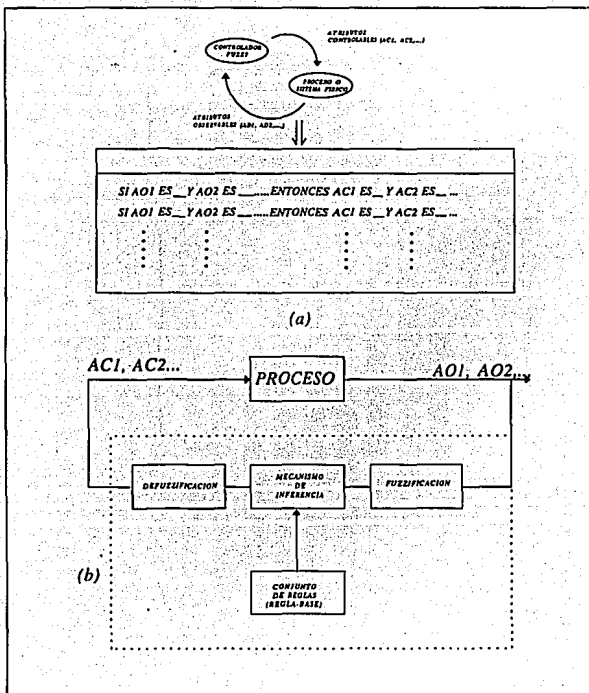 ATRIBUTOS
CONTROLABLES (AC1, AC2,...)
CONTROLADOR
FUZZY
PROCESO O
SISTEMA FISICO
ATRIBUTOS
OBSERVABLES (AO1, AO2,...)
SI AO1 ES__Y AO2 ES ___....ENTONCES AC1 ES__Y AC2 ES__...
SI AO1 ES__Y AO2 ES ___....ENTONCES AC1 ES__Y AC2 ES__...
(a)
AC1, AC2...
PROCESO
AO1, AO2,...
DEFUZZIFICACION
MECANISMO
DE
INFERENCIA
FUZZIFICACION
(b)
CONJUNTO
DE REGLAS
(REGLA-BASE)